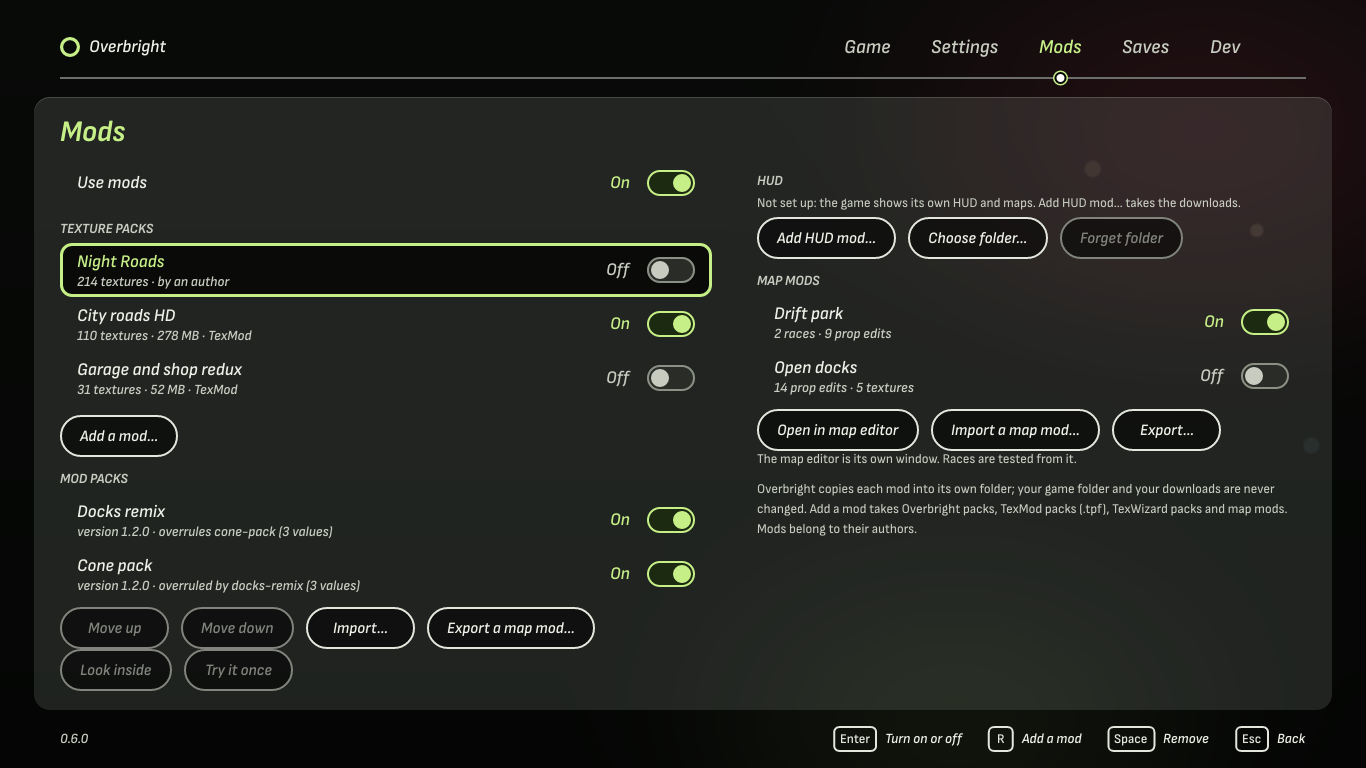 Overbright
Game
Settings
Mods
Saves
Dev
Mods
Use mods
On
TEXTURE PACKS
Night Roads
214 textures · by an author
Off
City roads HD
110 textures · 278 MB · TexMod
On
Garage and shop redux
31 textures · 52 MB · TexMod
Off
Add a mod...
MOD PACKS
Docks remix
version 1.2.0 · overrules cone-pack (3 values)
On
Cone pack
version 1.2.0 · overruled by docks-remix (3 values)
On
Move up
Move down
Import...
Export a map mod...
Look inside
Try it once
HUD
Not set up: the game shows its own HUD and maps. Add HUD mod... takes the downloads.
Add HUD mod...
Choose folder...
Forget folder
MAP MODS
Drift park
2 races · 9 prop edits
On
Open docks
14 prop edits · 5 textures
Off
Open in map editor
Import a map mod...
Export...
The map editor is its own window. Races are tested from it.
Overbright copies each mod into its own folder; your game folder and your downloads are never
changed. Add a mod takes Overbright packs, TexMod packs (.tpf), TexWizard packs and map mods.
Mods belong to their authors.
0.6.0
Enter Turn on or off
R Add a mod
Space Remove
Esc Back